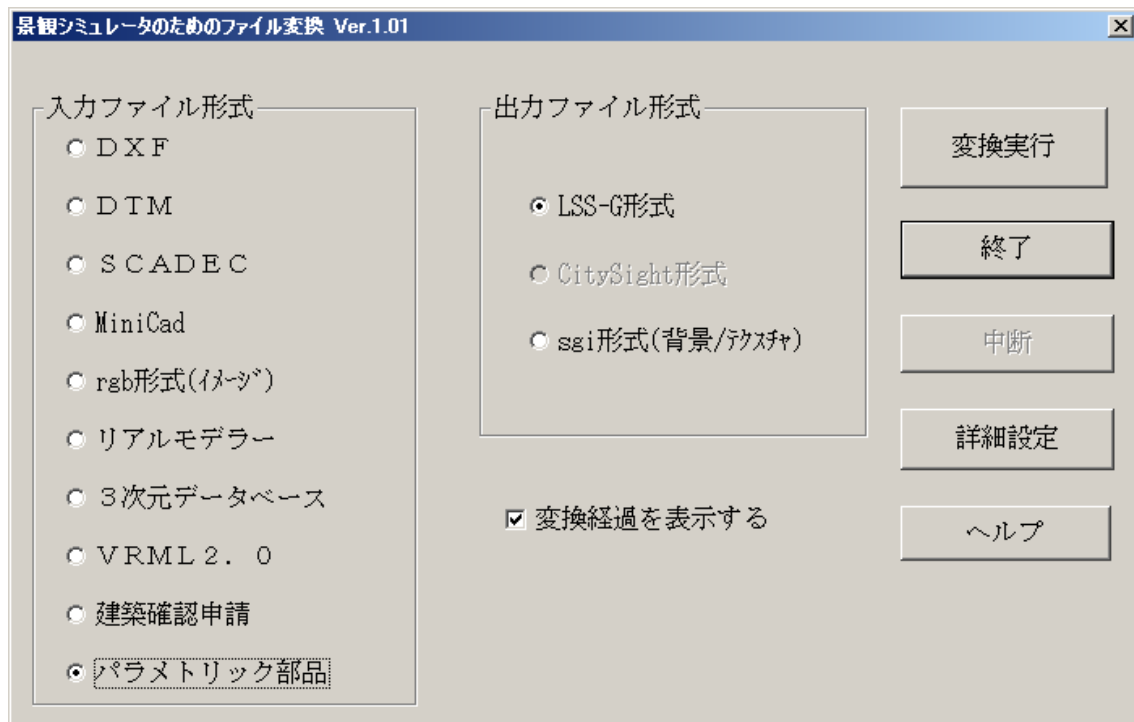 景観シミュレータのためのファイル変換 Ver.1.01
入力ファイル形式
ＤＸＦ
ＤＴＭ
ＳＣＡＤＥＣ
MiniCad
rgb形式(ｲﾒｰｼﾞ)
リアルモデラー
３次元データベース
ＶＲＭＬ２．０
建築確認申請
パラメトリック部品
出力ファイル形式
LSS-G形式
CitySight形式
sgi形式(背景/ﾃｸｽﾁｬ)
変換経過を表示する
変換実行
終了
中断
詳細設定
ヘルプ